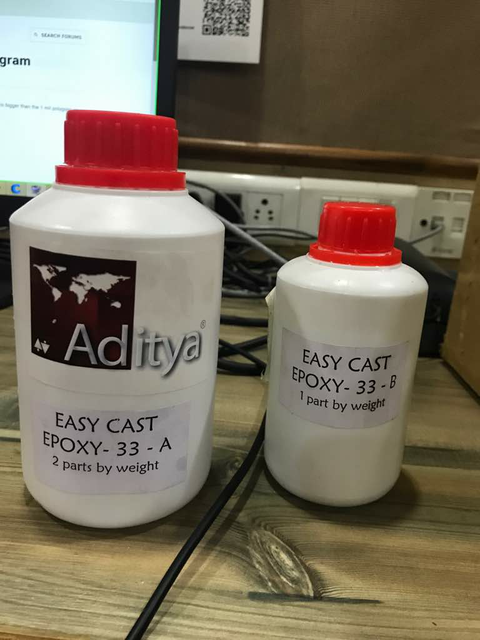 SEARCH FORUMS
gram
Aditya®
EASY CAST
EPOXY- 33 - A
2 parts by weight
EASY CAST
EPOXY- 33 - B
1 part by weight